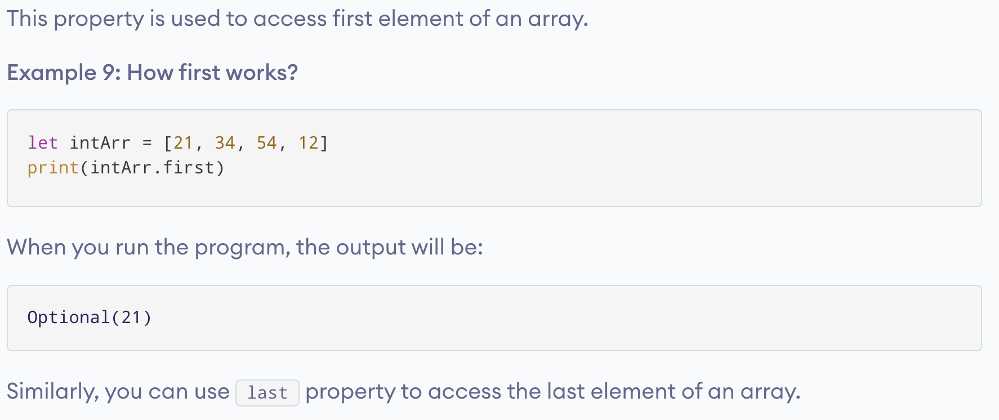 This property is used to access first element of an array.
Example 9: How first works?
let intArr = [21, 34, 54, 12]
print(intArr.first)
When you run the program, the output will be:
Optional(21)
Similarly, you can use last property to access the last element of an array.